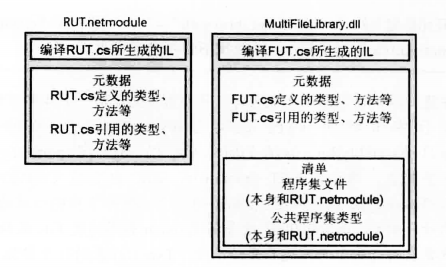 RUT.netmodule
编译RUT.cs所生成的IL
元数据
RUT.cs定义的类型、
方法等
RUT.cs引用的类型、
方法等
MultiFileLibrary.dll
编译FUT.cs所生成的IL
元数据
FUT.cs定义的类型、方法等
FUT.cs引用的类型、方法等
清单
程序集文件
(本身和RUT.netmodule)
公共程序集类型
(本身和RUT.netmodule)